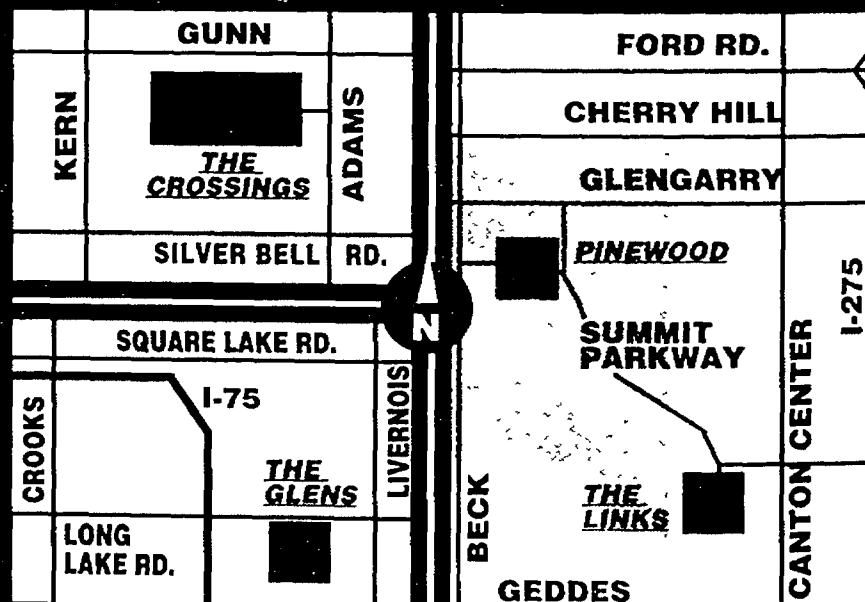 GUNN
KERN
ADAMS
THE
CROSSINGS
SILVER BELL RD.
FORD RD.
CHERRY HILL
GLENGARRY
PINEWOOD
SUMMIT
PARKWAY
I-275
CANTON CENTER
BECK
THE
LINKS
GEDDES
N
SQUARE LAKE RD.
I-75
CROOKS
LIVERNOIS
THE
GLENS
LONG
LAKE RD.